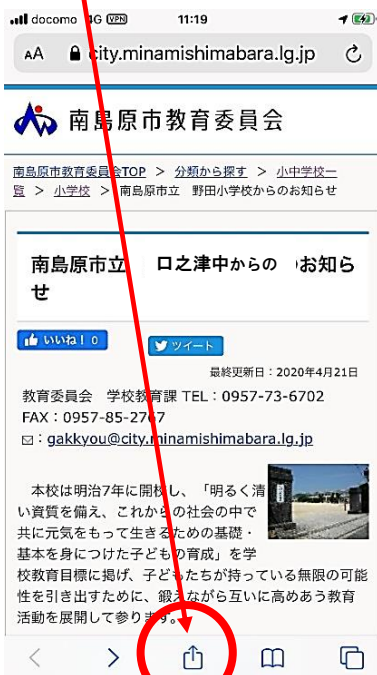 docomo 4G VPN 11:19
AA city.minamishimabara.lg.jp
南島原市教育委員会
南島原市教育委員会TOP > 分類から探す > 小中学校一
覧 > 小学校 > 南島原市立 野田小学校からのお知らせ
南島原市立 口之津中からの お知ら
せ
いいね! 0 ツイート
最終更新日:2020年4月21日
教育委員会 学校教育課 TEL:0957-73-6702
FAX:0957-85-2767
✉:gakkyou@city.minamishimabara.lg.jp
本校は明治7年に開校し、「明るく清
い資質を備え、これからの社会の中で
共に元気をもって生きるための基礎・
基本を身につけた子どもの育成」を学
校教育目標に掲げ、子どもたちが持っている無限の可能
性を引き出すために、鍛えながら互いに高めあう教育
活動を展開して参ります。